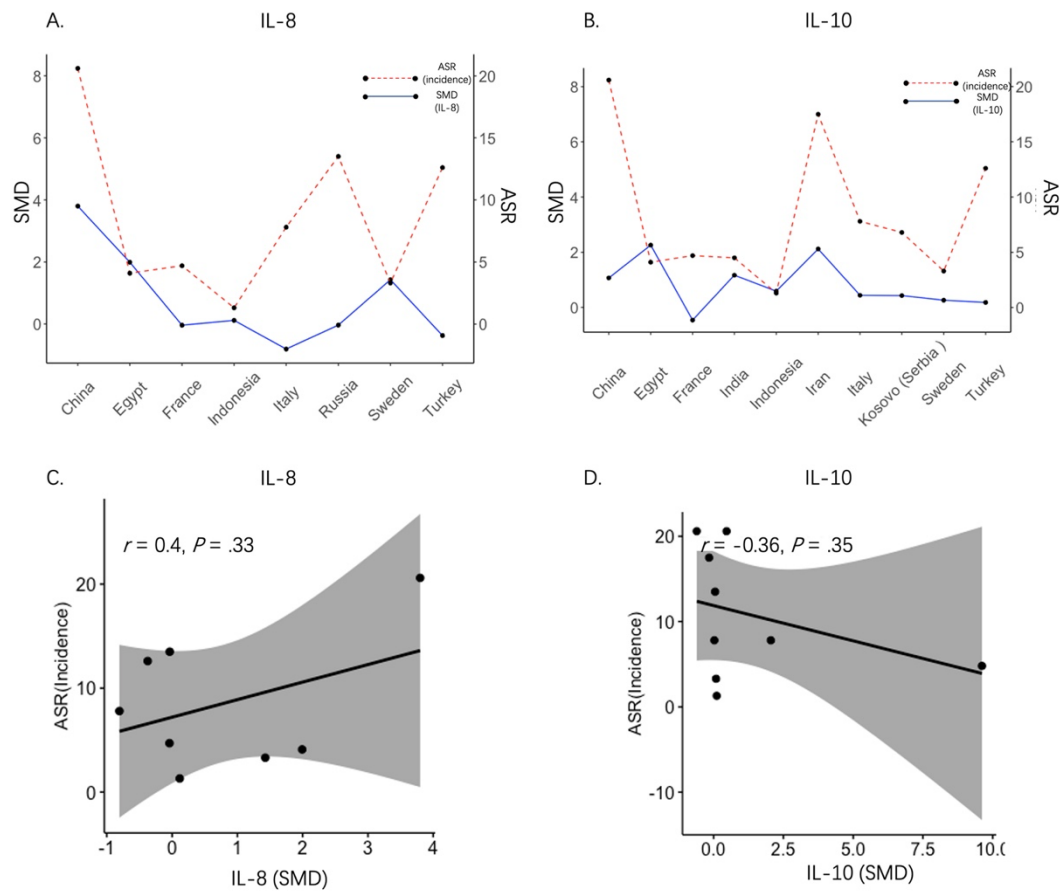 A.
IL-8
8
6
4
2
0
SMD
20
15
10
5
0
ASR
ASR
(incidence)
SMD
(IL-8)
China
Egypt
France
Indonesia
Italy
Russia
Sweden
Turkey
B.
IL-10
8
6
4
2
0
SMD
20
15
10
5
0
ASR
ASR
(incidence)
SMD
(IL-10)
China
Egypt
France
India
Indonesia
Iran
Italy
Kosovo (Serbia )
Sweden
Turkey
C.
IL-8
r = 0.4, P = .33
20
10
0
ASR(Incidence)
-1
0
1
2
3
4
IL-8 (SMD)
D.
IL-10
r = -0.36, P = .35
20
10
0
-10
ASR(Incidence)
0.0
2.5
5.0
7.5
10.0
IL-10 (SMD)